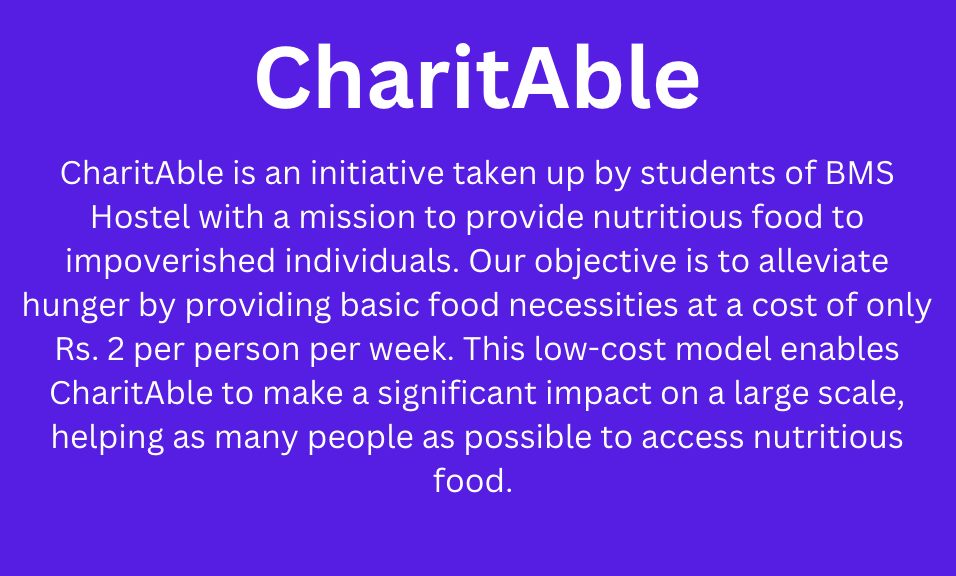 CharitAble
CharitAble is an initiative taken up by students of BMS
Hostel with a mission to provide nutritious food to
impoverished individuals. Our objective is to alleviate
hunger by providing basic food necessities at a cost of only
Rs. 2 per person per week. This low-cost model enables
CharitAble to make a significant impact on a large scale,
helping as many people as possible to access nutritious
food.